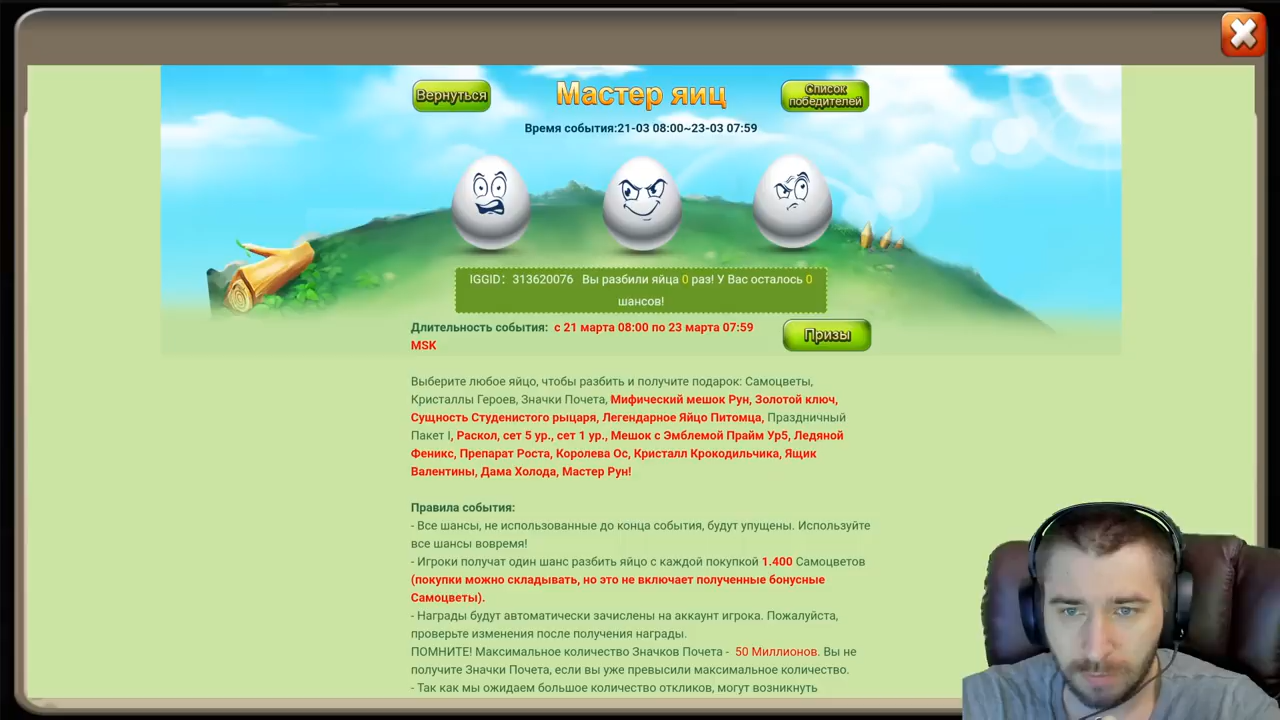 Вернуться
Мастер яиц
Список
победителей
Время события:21-03 08:00~23-03 07:59
IGGID: 313620076 Вы разбили яйца 0 раз! У Вас осталось 0
шансов!
Длительность события: с 21 марта 08:00 по 23 марта 07:59
MSK
Призы
Выберите любое яйцо, чтобы разбить и получите подарок: Самоцветы,
Кристаллы Героев, Значки Почета, Мифический мешок Рун, Золотой ключ,
Сущность Студенистого рыцаря, Легендарное Яйцо Питомца, Праздничный
Пакет I, Раскол, сет 5 ур., сет 1 ур., Мешок с Эмблемой Прайм Ур5, Ледяной
Феникс, Препарат Роста, Королева Ос, Кристалл Крокодильчика, Ящик
Валентины, Дама Холода, Мастер Рун!
Правила события:
- Все шансы, не использованные до конца события, будут упущены. Используйте
все шансы вовремя!
- Игроки получат один шанс разбить яйцо с каждой покупкой 1.400 Самоцветов
(покупки можно складывать, но это не включает полученные бонусные
Самоцветы).
- Награды будут автоматически зачислены на аккаунт игрока. Пожалуйста,
проверьте изменения после получения награды.
ПОМНИТЕ! Максимальное количество Значков Почета - 50 Миллионов. Вы не
получите Значки Почета, если вы уже превысили максимальное количество.
- Так как мы ожидаем большое количество откликов, могут возникнуть